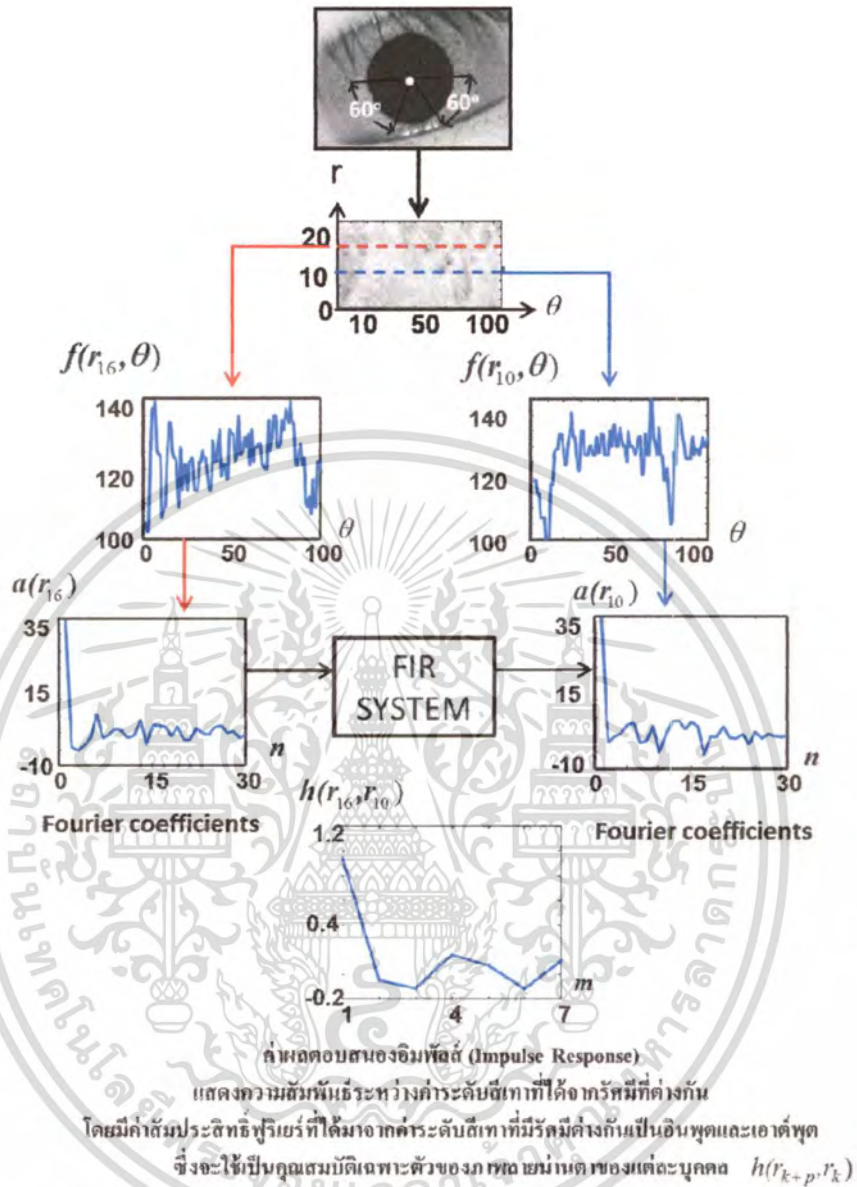 60° 60°
r
20
10
0
10 50 100 θ
f(r₁₆,θ) f(r₁₀,θ)
140 140
120 120
100 100
0 50 100 θ 0 50 100 θ
a(r₁₆) a(r₁₀)
35 35
15 15
-10 -10
0 15 30 n 0 15 30 n
FIR
SYSTEM
Fourier coefficients Fourier coefficients
h(r₁₆,r₁₀)
1.2
0.4
-0.2
1 4 7 m
ค่าผลตอบสนองอิมพัลส์ (Impulse Response)
แสดงความสัมพันธ์ระหว่างค่าระดับสีเทาที่ได้จากรัศมีที่ต่างกัน
โดยมีค่าสัมประสิทธิ์ฟูริเยร์ที่ได้มาจากค่าระดับสีเทาที่มีรัศมีต่างกันเป็นอินพุตและเอาต์พุต
ซึ่งจะใช้เป็นคุณสมบัติเฉพาะตัวของภาพลายม่านตาของแต่ละบุคคล h(rₖ₊ₚ,rₖ)